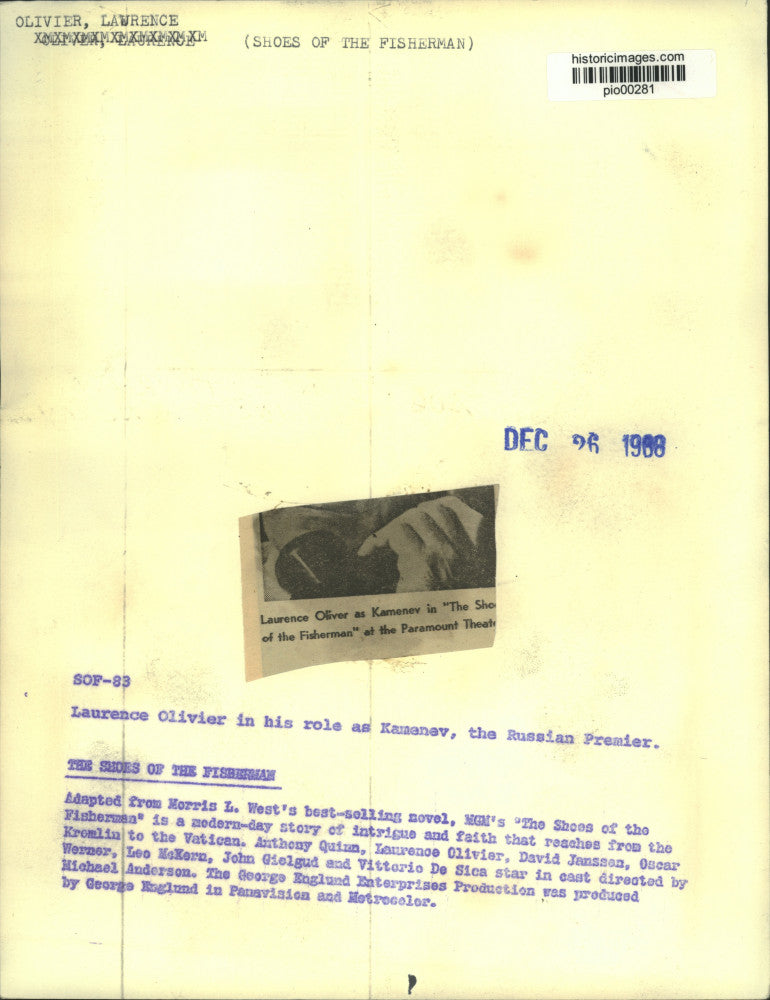 OLIVIER, LAWRENCE
(SHOES OF THE FISHERMAN)
historicimages.com
pio00281
DEC 26 1968
Laurence Oliver as Kamenev in "The Shoe
of the Fisherman" at the Paramount Theate
SOF-83
Laurence Olivier in his role as Kamenev, the Russian Premier.
THE SHOES OF THE FISHERMAN
Adapted from Morris L. West's best-selling novel, MGM's "The Shoes of the
Fisherman" is a modern-day story of intrigue and faith that reaches from the
Kremlin to the Vatican. Anthony Quinn, Laurence Olivier, David Janssen, Oscar
Werner, Leo McKern, John Gielgud and Vittorio De Sica star in cast directed by
Michael Anderson. The George Englund Enterprises Production was produced
by George Englund in Panavision and Metrocolor.